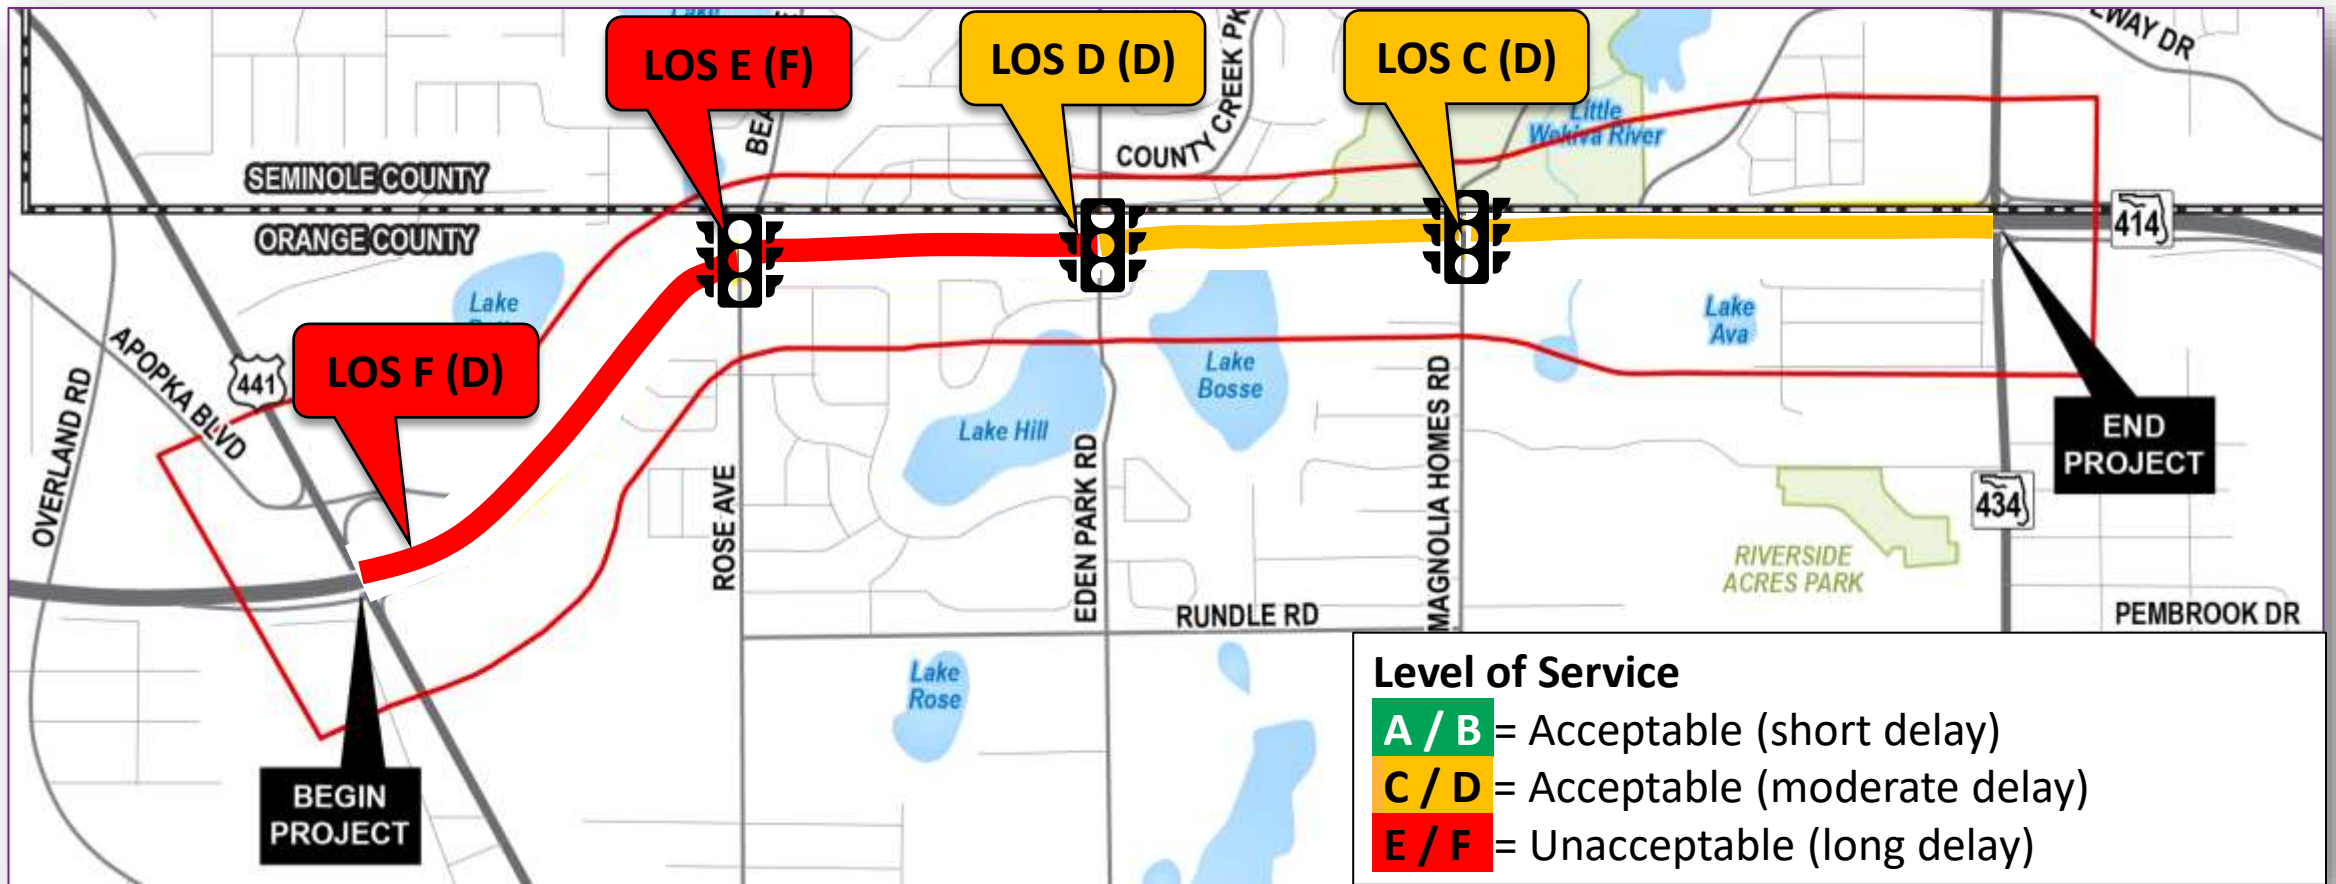 LOS E (F)
LOS D (D)
LOS C (D)
Lake
COUNTY CREEK PK
DR
Little
Wekiva River
SEMINOLE COUNTY
ORANGE COUNTY
414
Lake
441
APOPKA BLVD
OVERLAND RD
LOS F (D)
Lake
Bosse
Lake
Ava
Lake Hill
ROSE AVE
EDEN PARK RD
MAGNOLIA HOMES RD
END
PROJECT
434
RIVERSIDE
ACRES PARK
RUNDLE RD
PEMBROOK DR
Lake
Rose
BEGIN
PROJECT
Level of Service
A / B = Acceptable (short delay)
C / D = Acceptable (moderate delay)
E / F = Unacceptable (long delay)